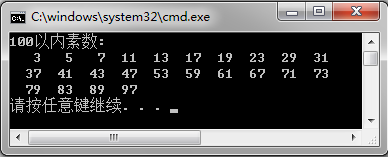 C:\windows\system32\cmd.exe
100以内素数:
3 5 7 11 13 17 19 23 29 31
37 41 43 47 53 59 61 67 71 73
79 83 89 97
请按任意键继续. . .